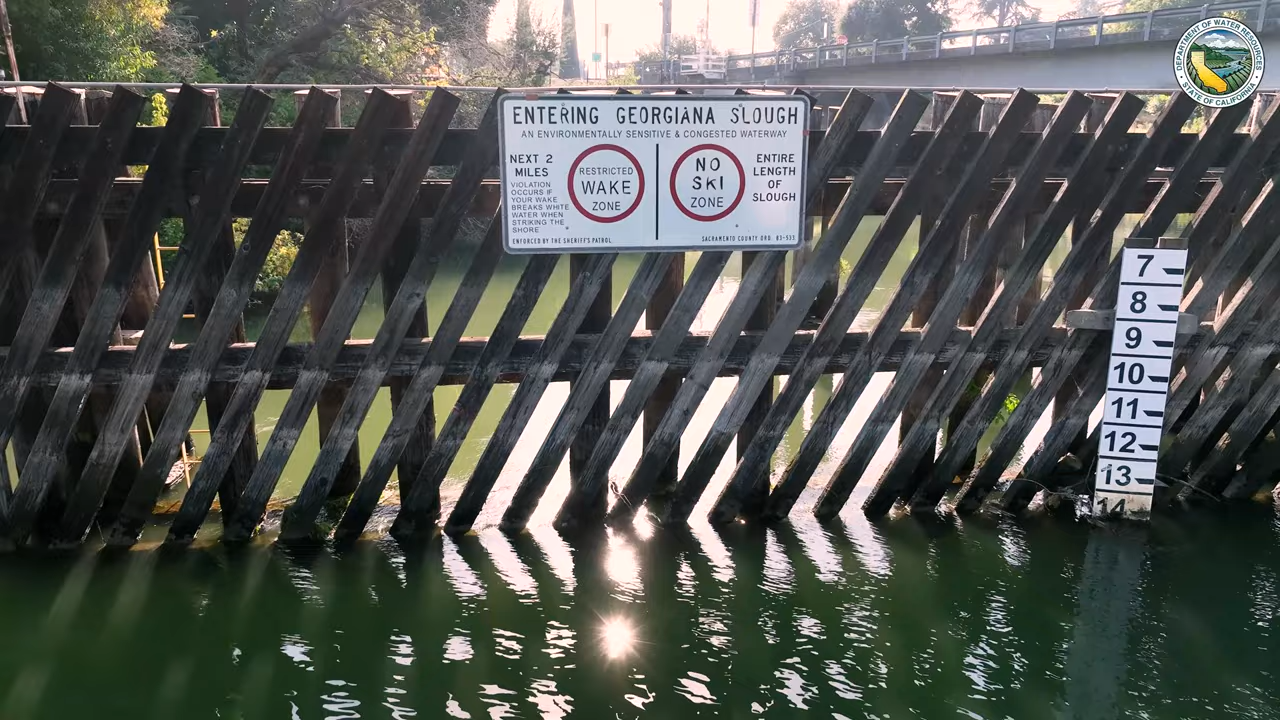 ENTERING GEORGIANA SLOUGH
AN ENVIRONMENTALLY SENSITIVE & CONGESTED WATERWAY
NEXT 2
MILES
VIOLATION
OCCURS IF
YOUR WAKE
BREAKS WHITE
WATER WHEN
STRIKING THE
SHORE
RESTRICTED
WAKE
ZONE
NO
SKI
ZONE
ENTIRE
LENGTH
OF
SLOUGH
ENFORCED BY THE SHERIFF'S PATROL
SACRAMENTO COUNTY ORD. 83-533
7
8
9
10
11
12
13
14
DEPARTMENT OF WATER RESOURCES
STATE OF CALIFORNIA